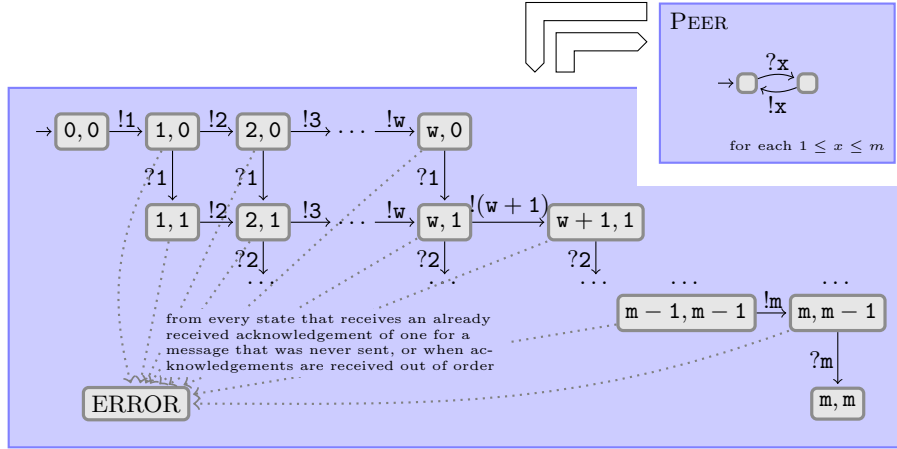 PEER
?x
!x
for each 1 ≤ x ≤ m
0, 0 !1 1, 0 !2 2, 0 !3 ··· !w w, 0
?1 ?1 ?1
1, 1 !2 2, 1 !3 ··· !w w, 1 !(w + 1) w + 1, 1
?2 ?2 ?2
··· ··· ··· ··· ···
m − 1, m − 1 !m m, m − 1
from every state that receives an already
received acknowledgement of one for a
message that was never sent, or when ac-
knowledgements are received out of order
?m
ERROR m, m